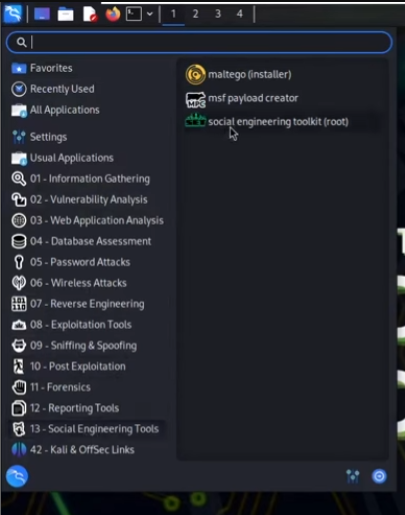 1 2 3 4
Favorites
Recently Used
All Applications
Settings
Usual Applications
01 - Information Gathering
02 - Vulnerability Analysis
03 - Web Application Analysis
04 - Database Assessment
05 - Password Attacks
06 - Wireless Attacks
07 - Reverse Engineering
08 - Exploitation Tools
09 - Sniffing & Spoofing
10 - Post Exploitation
11 - Forensics
12 - Reporting Tools
13 - Social Engineering Tools
42 - Kali & OffSec Links
maltego (installer)
MPC msf payload creator
social engineering toolkit (root)